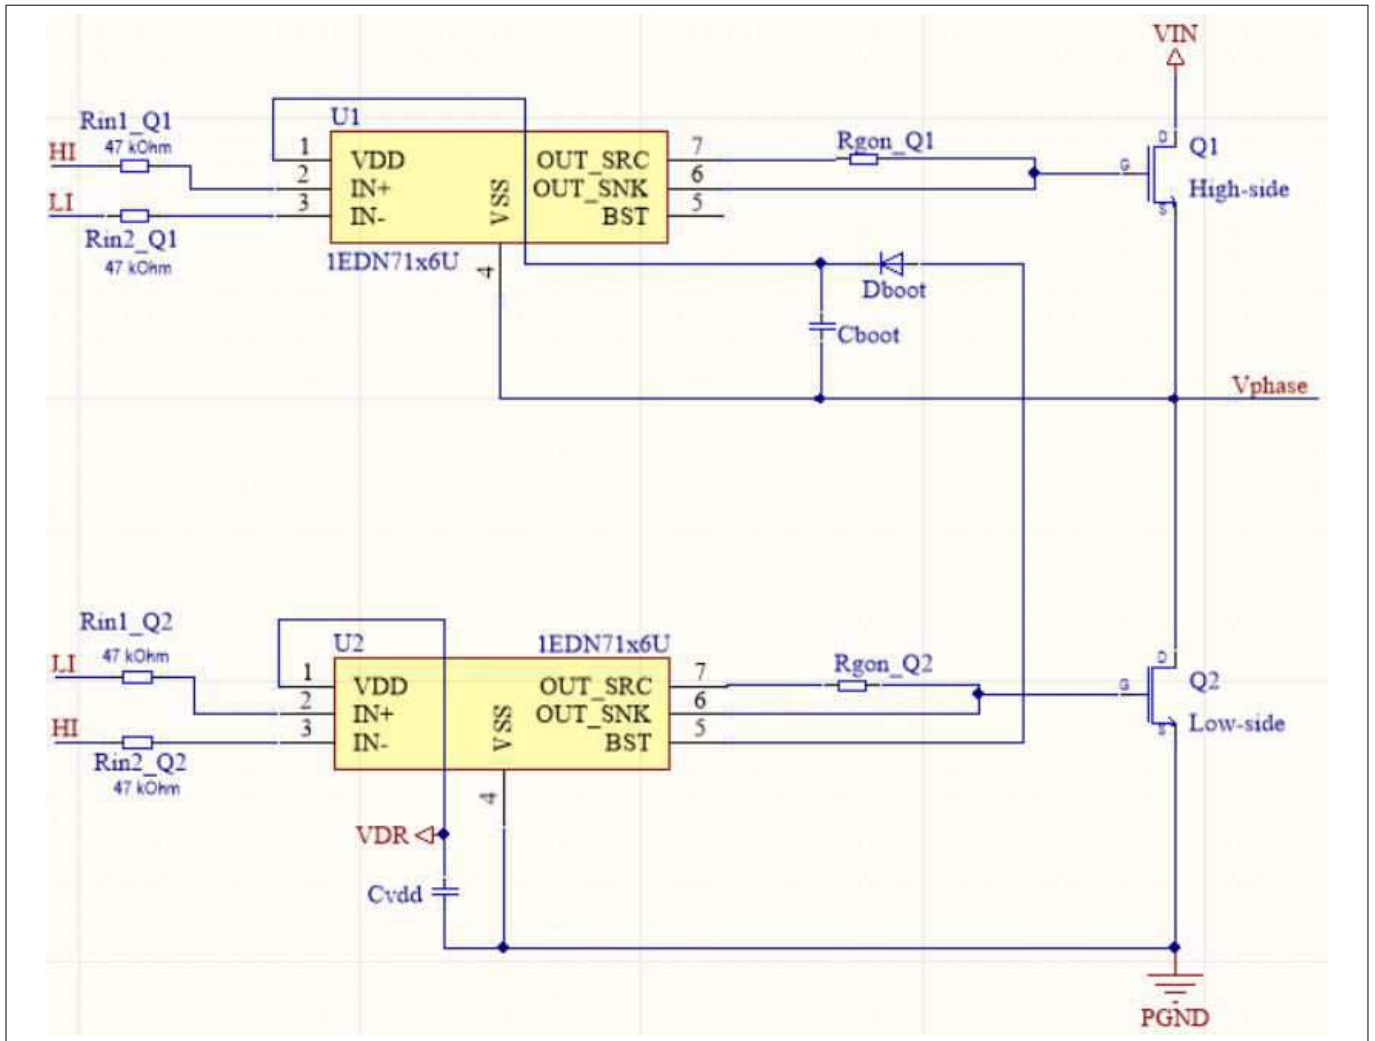 VIN
Rin1_Q1
47 kOhm
HI
LI
Rin2_Q1
47 kOhm
U1
1
2
3
VDD
IN+
IN-
VSS
4
OUT_SRC
OUT_SNK
BST
7
6
5
1EDN71x6U
Rgon_Q1
D
G
S
Q1
High-side
Dboot
Cboot
Vphase
Rin1_Q2
47 kOhm
LI
HI
Rin2_Q2
47 kOhm
U2
1EDN71x6U
1
2
3
VDD
IN+
IN-
VSS
4
OUT_SRC
OUT_SNK
BST
7
6
5
Rgon_Q2
D
G
S
Q2
Low-side
VDR
Cvdd
PGND